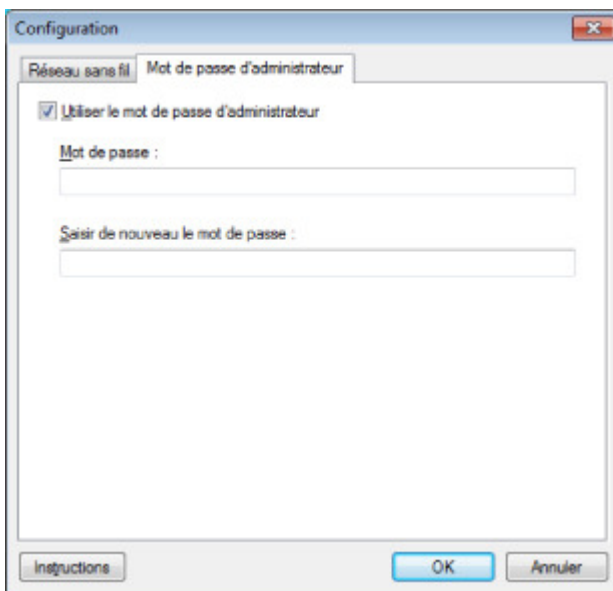 Configuration
Réseau sans fil
Mot de passe d'administrateur
Utiliser le mot de passe d'administrateur
Mot de passe :
Saisir de nouveau le mot de passe :
Instructions
OK
Annuler